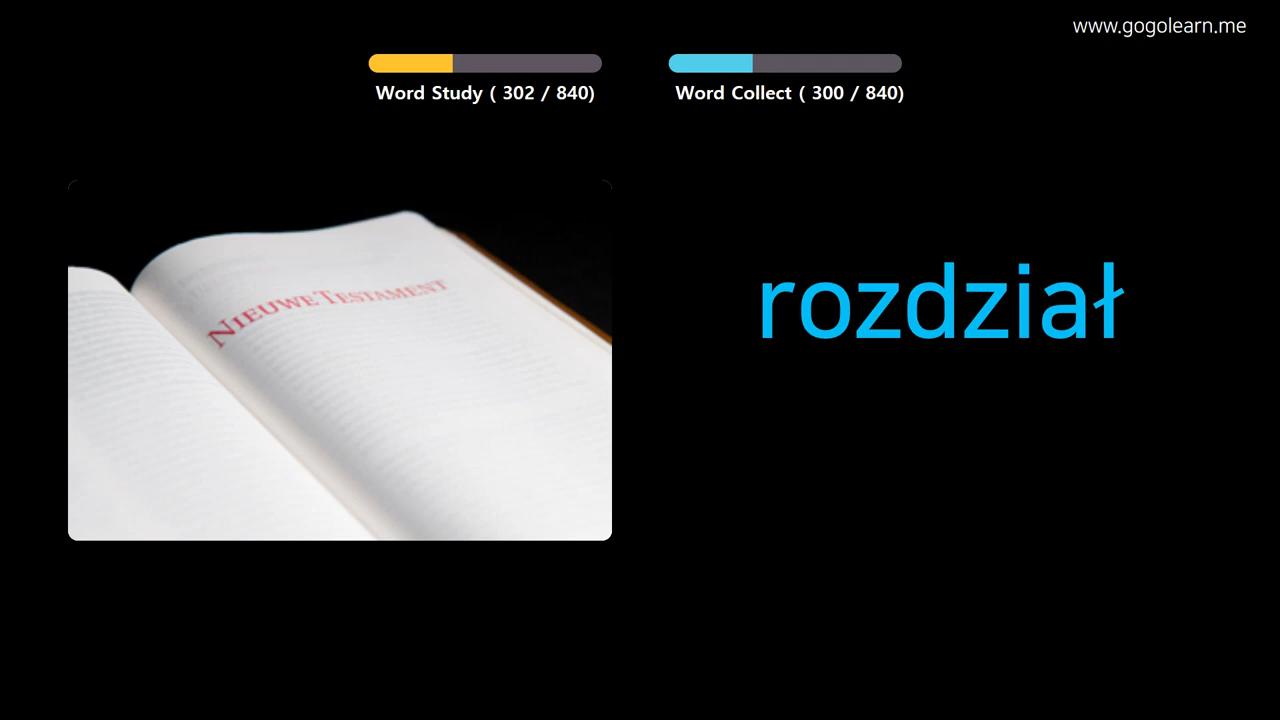 www.gogolearn.me
Word Study ( 302 / 840)
Word Collect ( 300 / 840)
NIEUWE TESTAMENT
rozdział